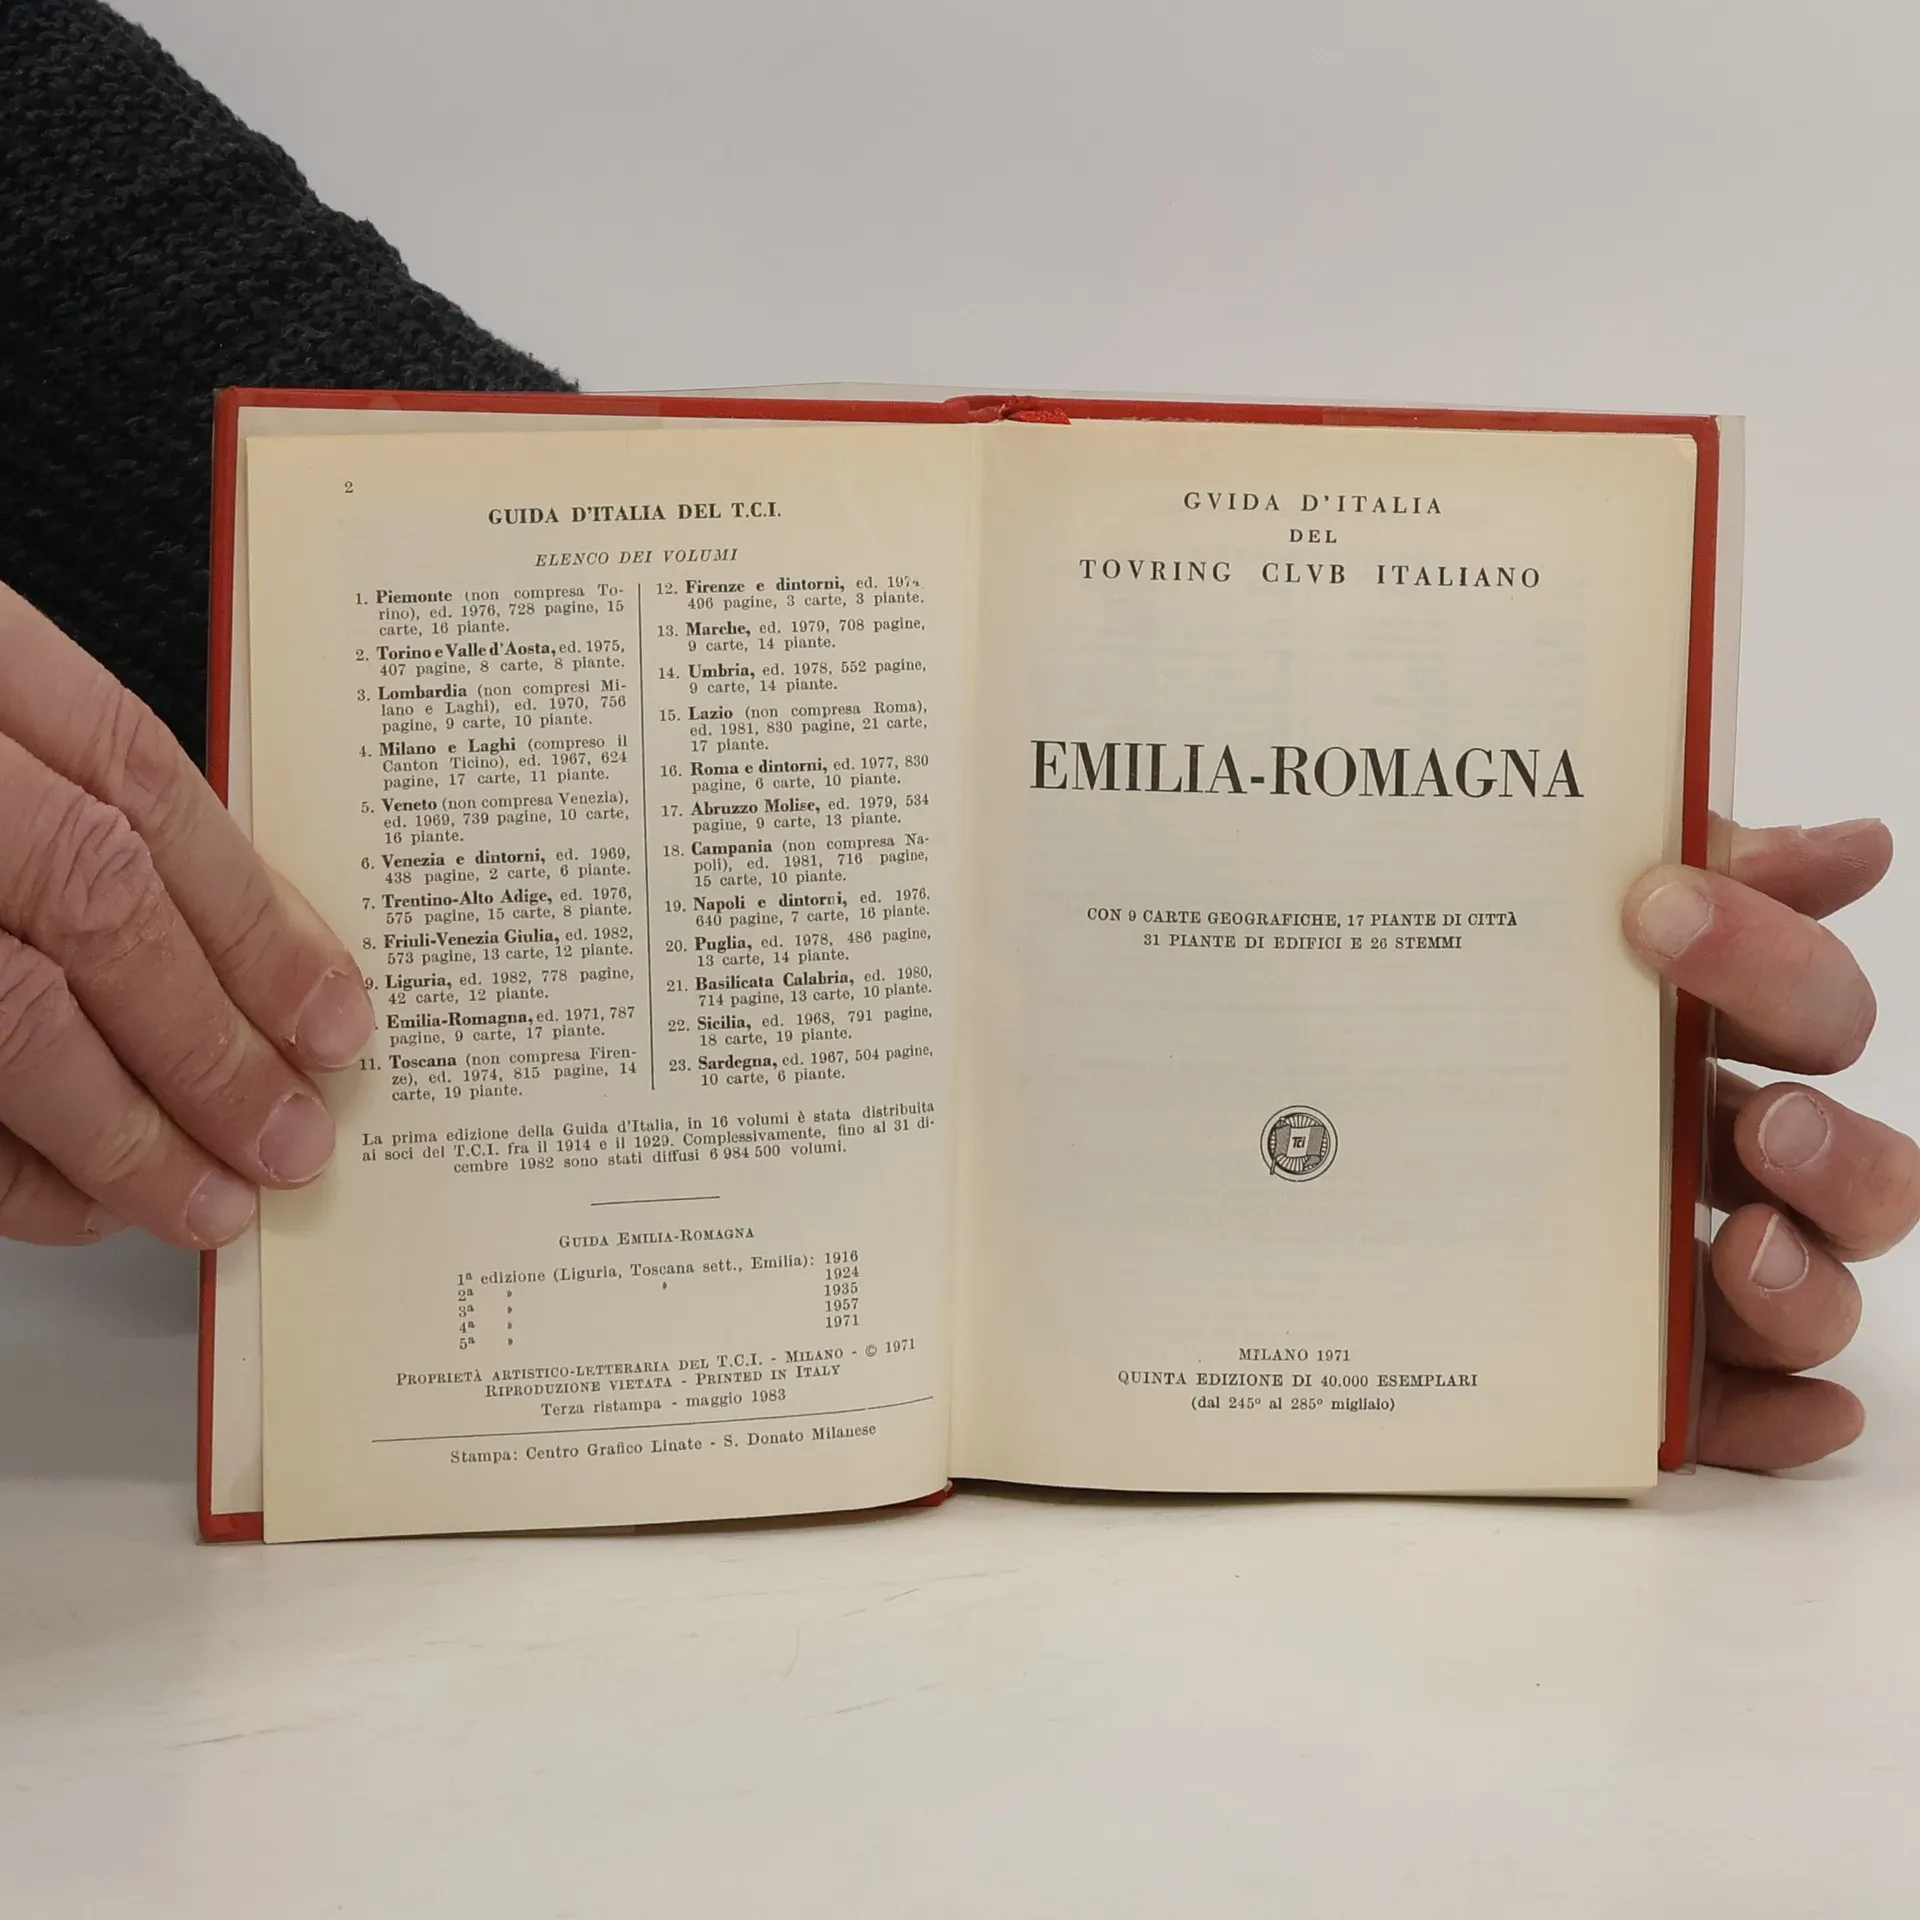 2
GUIDA D'ITALIA DEL T.C.I.
ELENCO DEI VOLUMI
1. Piemonte (non compresa To-
rino), ed. 1976, 728 pagine, 15
carte, 16 piante.
2. Torino e Valle d'Aosta, ed. 1975,
407 pagine, 8 carte, 8 piante.
3. Lombardia (non compresi Mi-
lano e Laghi), ed. 1970, 756
pagine, 9 carte, 10 piante.
4. Milano e Laghi (compreso il
Canton Ticino), ed. 1967, 624
pagine, 17 carte, 11 piante.
5. Veneto (non compresa Venezia),
ed. 1969, 739 pagine, 10 carte,
16 piante.
6. Venezia e dintorni, ed. 1969,
438 pagine, 2 carte, 6 piante.
7. Trentino-Alto Adige, ed. 1976,
575 pagine, 15 carte, 8 piante.
8. Friuli-Venezia Giulia, ed. 1982,
573 pagine, 13 carte, 12 piante.
9. Liguria, ed. 1982, 778 pagine,
42 carte, 12 piante.
. Emilia-Romagna, ed. 1971, 787
pagine, 9 carte, 17 piante.
11. Toscana (non compresa Firen-
ze), ed. 1974, 815 pagine, 14
carte, 19 piante.
12. Firenze e dintorni, ed. 1974
496 pagine, 3 carte, 3 piante.
13. Marche, ed. 1979, 708 pagine,
9 carte, 14 piante.
14. Umbria, ed. 1978, 552 pagine,
9 carte, 14 piante.
15. Lazio (non compresa Roma),
ed. 1981, 830 pagine, 21 carte,
17 piante.
16. Roma e dintorni, ed. 1977, 830
pagine, 6 carte, 10 piante.
17. Abruzzo Molise, ed. 1979, 534
pagine, 9 carte, 13 piante.
18. Campania (non compresa Na-
poli), ed. 1981, 716 pagine,
15 carte, 10 piante.
19. Napoli e dintorni, ed. 1976,
640 pagine, 7 carte, 16 piante.
20. Puglia, ed. 1978, 486 pagine,
13 carte, 14 piante.
21. Basilicata Calabria, ed. 1980,
714 pagine, 13 carte, 10 piante.
22. Sicilia, ed. 1968, 791 pagine,
18 carte, 19 piante.
23. Sardegna, ed. 1967, 504 pagine,
10 carte, 6 piante.
La prima edizione della Guida d'Italia, in 16 volumi è stata distribuita
ai soci del T.C.I. fra il 1914 e il 1929. Complessivamente, fino al 31 di-
cembre 1982 sono stati diffusi 6 984 500 volumi.
GUIDA EMILIA-ROMAGNA
1ª edizione (Liguria, Toscana sett., Emilia): 1916
2ª » » 1924
3ª » 1935
4ª » 1957
5ª » 1971
PROPRIETÀ ARTISTICO-LETTERARIA DEL T.C.I. - MILANO - © 1971
RIPRODUZIONE VIETATA - PRINTED IN ITALY
Terza ristampa - maggio 1983
Stampa: Centro Grafico Linate - S. Donato Milanese
GVIDA D'ITALIA
DEL
TOVRING CLVB ITALIANO
EMILIA-ROMAGNA
CON 9 CARTE GEOGRAFICHE, 17 PIANTE DI CITTÀ
31 PIANTE DI EDIFICI E 26 STEMMI
TCI
MILANO 1971
QUINTA EDIZIONE DI 40.000 ESEMPLARI
(dal 245º al 285º migliaio)